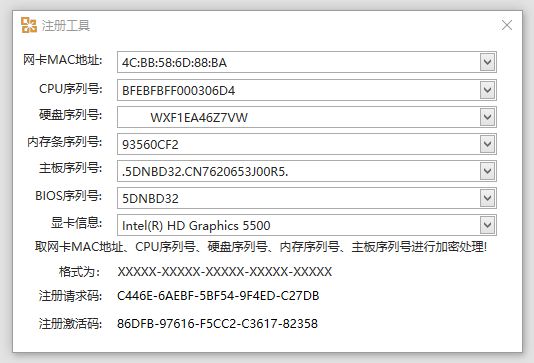 注册工具
网卡MAC地址: 4C:BB:58:6D:88:BA
CPU序列号: BFEBFBFF000306D4
硬盘序列号: WXF1EA46Z7VW
内存条序列号: 93560CF2
主板序列号: .5DNBD32.CN7620653J00R5.
BIOS序列号: 5DNBD32
显卡信息: Intel(R) HD Graphics 5500
取网卡MAC地址、CPU序列号、硬盘序列号、内存序列号、主板序列号进行加密处理!
格式为: XXXXX-XXXXX-XXXXX-XXXXX-XXXXX
注册请求码: C446E-6AEBF-5BF54-9F4ED-C27DB
注册激活码: 86DFB-97616-F5CC2-C3617-82358